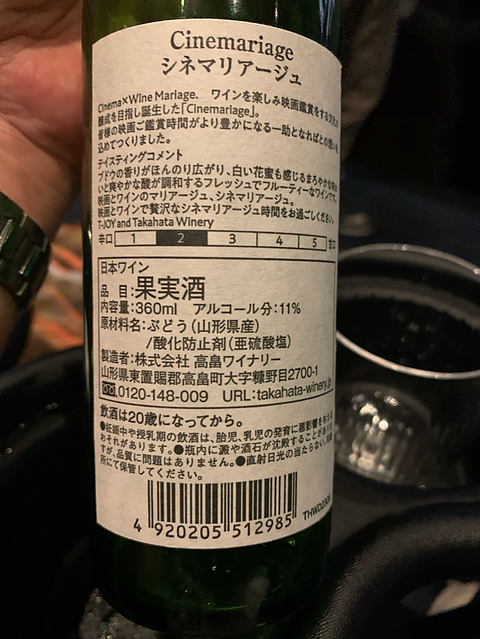 Cinemariage
シネマリアージュ
Cinema×Wine Mariage. ワインを楽しみ映画鑑賞をする
醸成を目指し誕生した「Cinemariage」。
皆様の映画ご鑑賞時間がより豊かになる一助となればとの想いを
込めてつくりました。
テイスティングコメント
ブドウの香りがほんのり広がり、白い花蜜も感じるまろやかな
いと爽やかな酸が調和するフレッシュでフルーティーなワインです。
映画とワインのマリアージュ、シネマリアージュ。
映画とワインで贅沢なシネマリアージュ時間をお過ごしください。
T-JOY and Takahata Winery
辛口 1 2 3 4 5 甘口
日本ワイン
品 目:果実酒
内容量:360ml アルコール分:11%
原材料名:ぶどう(山形県産)
/酸化防止剤(亜硫酸塩)
製造者:株式会社 高畠ワイナリー
山形県東置賜郡高畠町大字糠野目2700-1
0120-148-009 URL:takahata-winery.j
飲酒は20歳になってから。
●妊娠中や授乳期の飲酒は、胎児、乳児の発育に悪影響を与える
おそれがあります。●瓶内に澱や酒石が沈殿することがあり
すが、品質に問題はありません。●直射日光の当たらない
所にて保管してください。
4 920205 512985